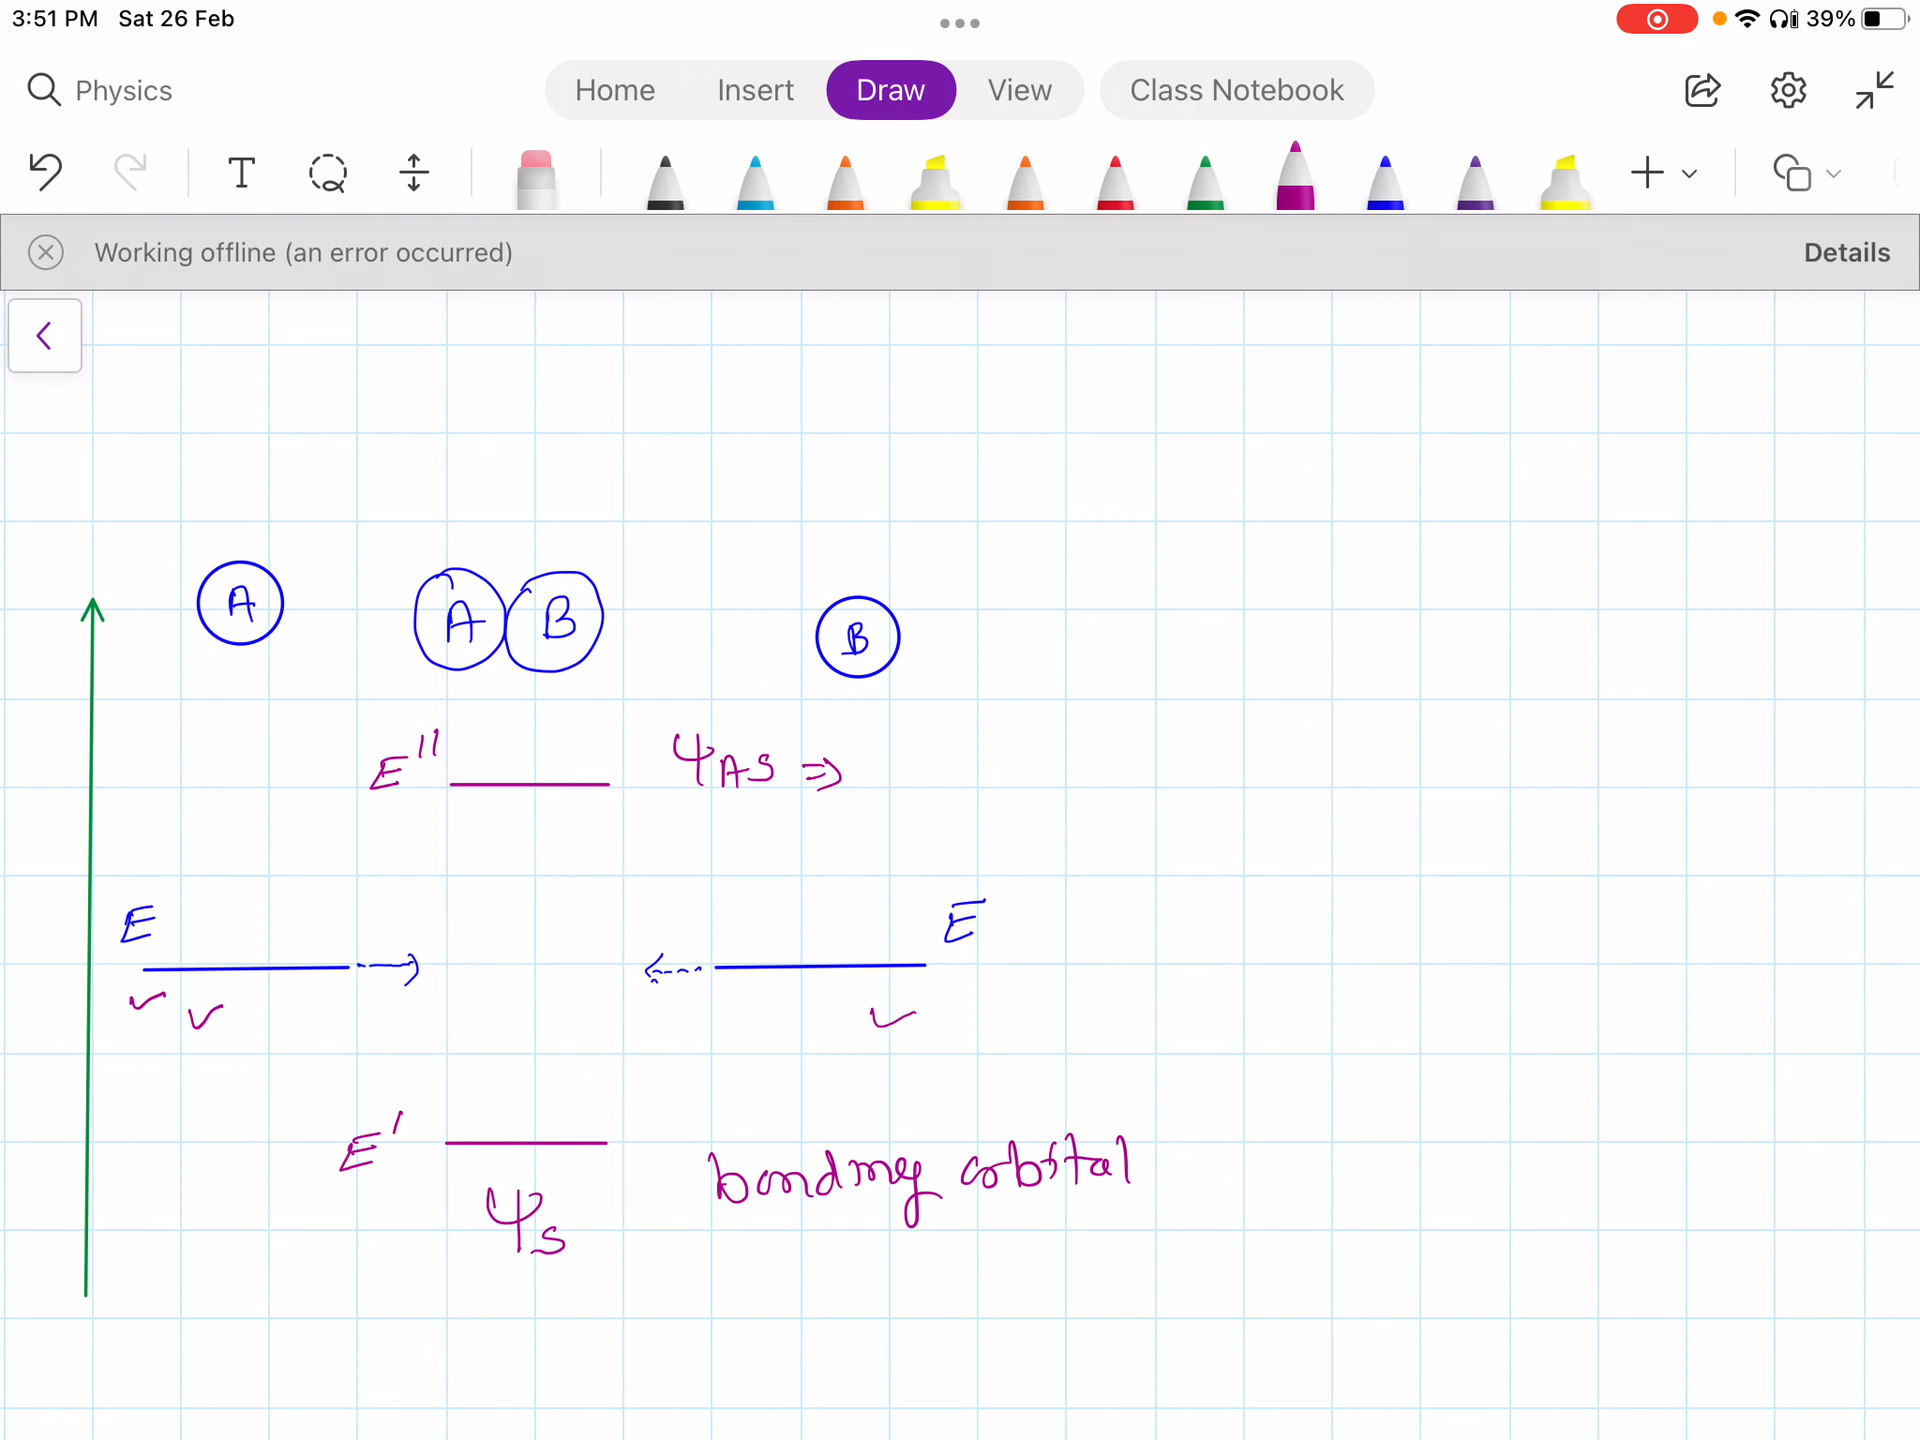 3:51 PM Sat 26 Feb
39%
Physics
Home Insert Draw View Class Notebook
T
Working offline (an error occurred) Details
A A B B
E'' ΨAS ⇒
E E
E' bonding orbital
ΨS